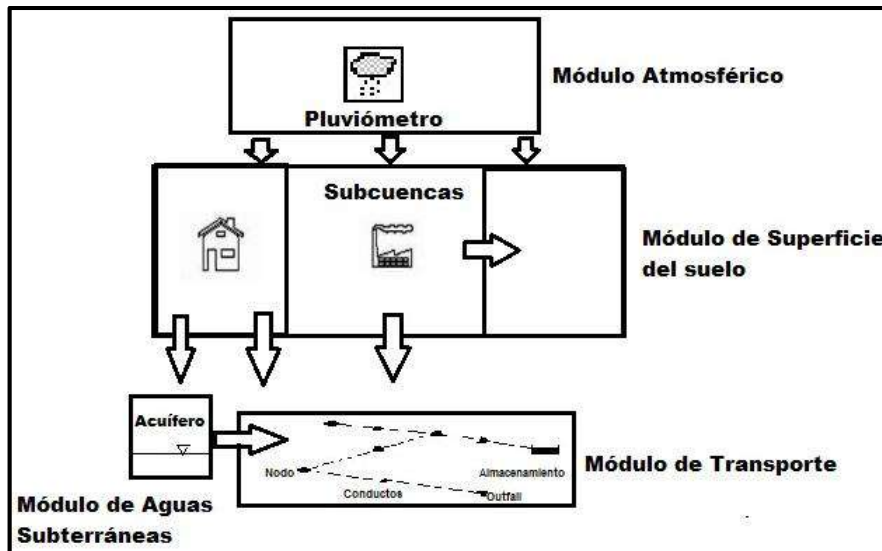 Módulo Atmosférico
Pluviómetro
Subcuencas
Módulo de Superficie
del suelo
Acuífero
Nodo
Conductos
Almacenamiento
Outfall
Módulo de Transporte
Módulo de Aguas
Subterráneas